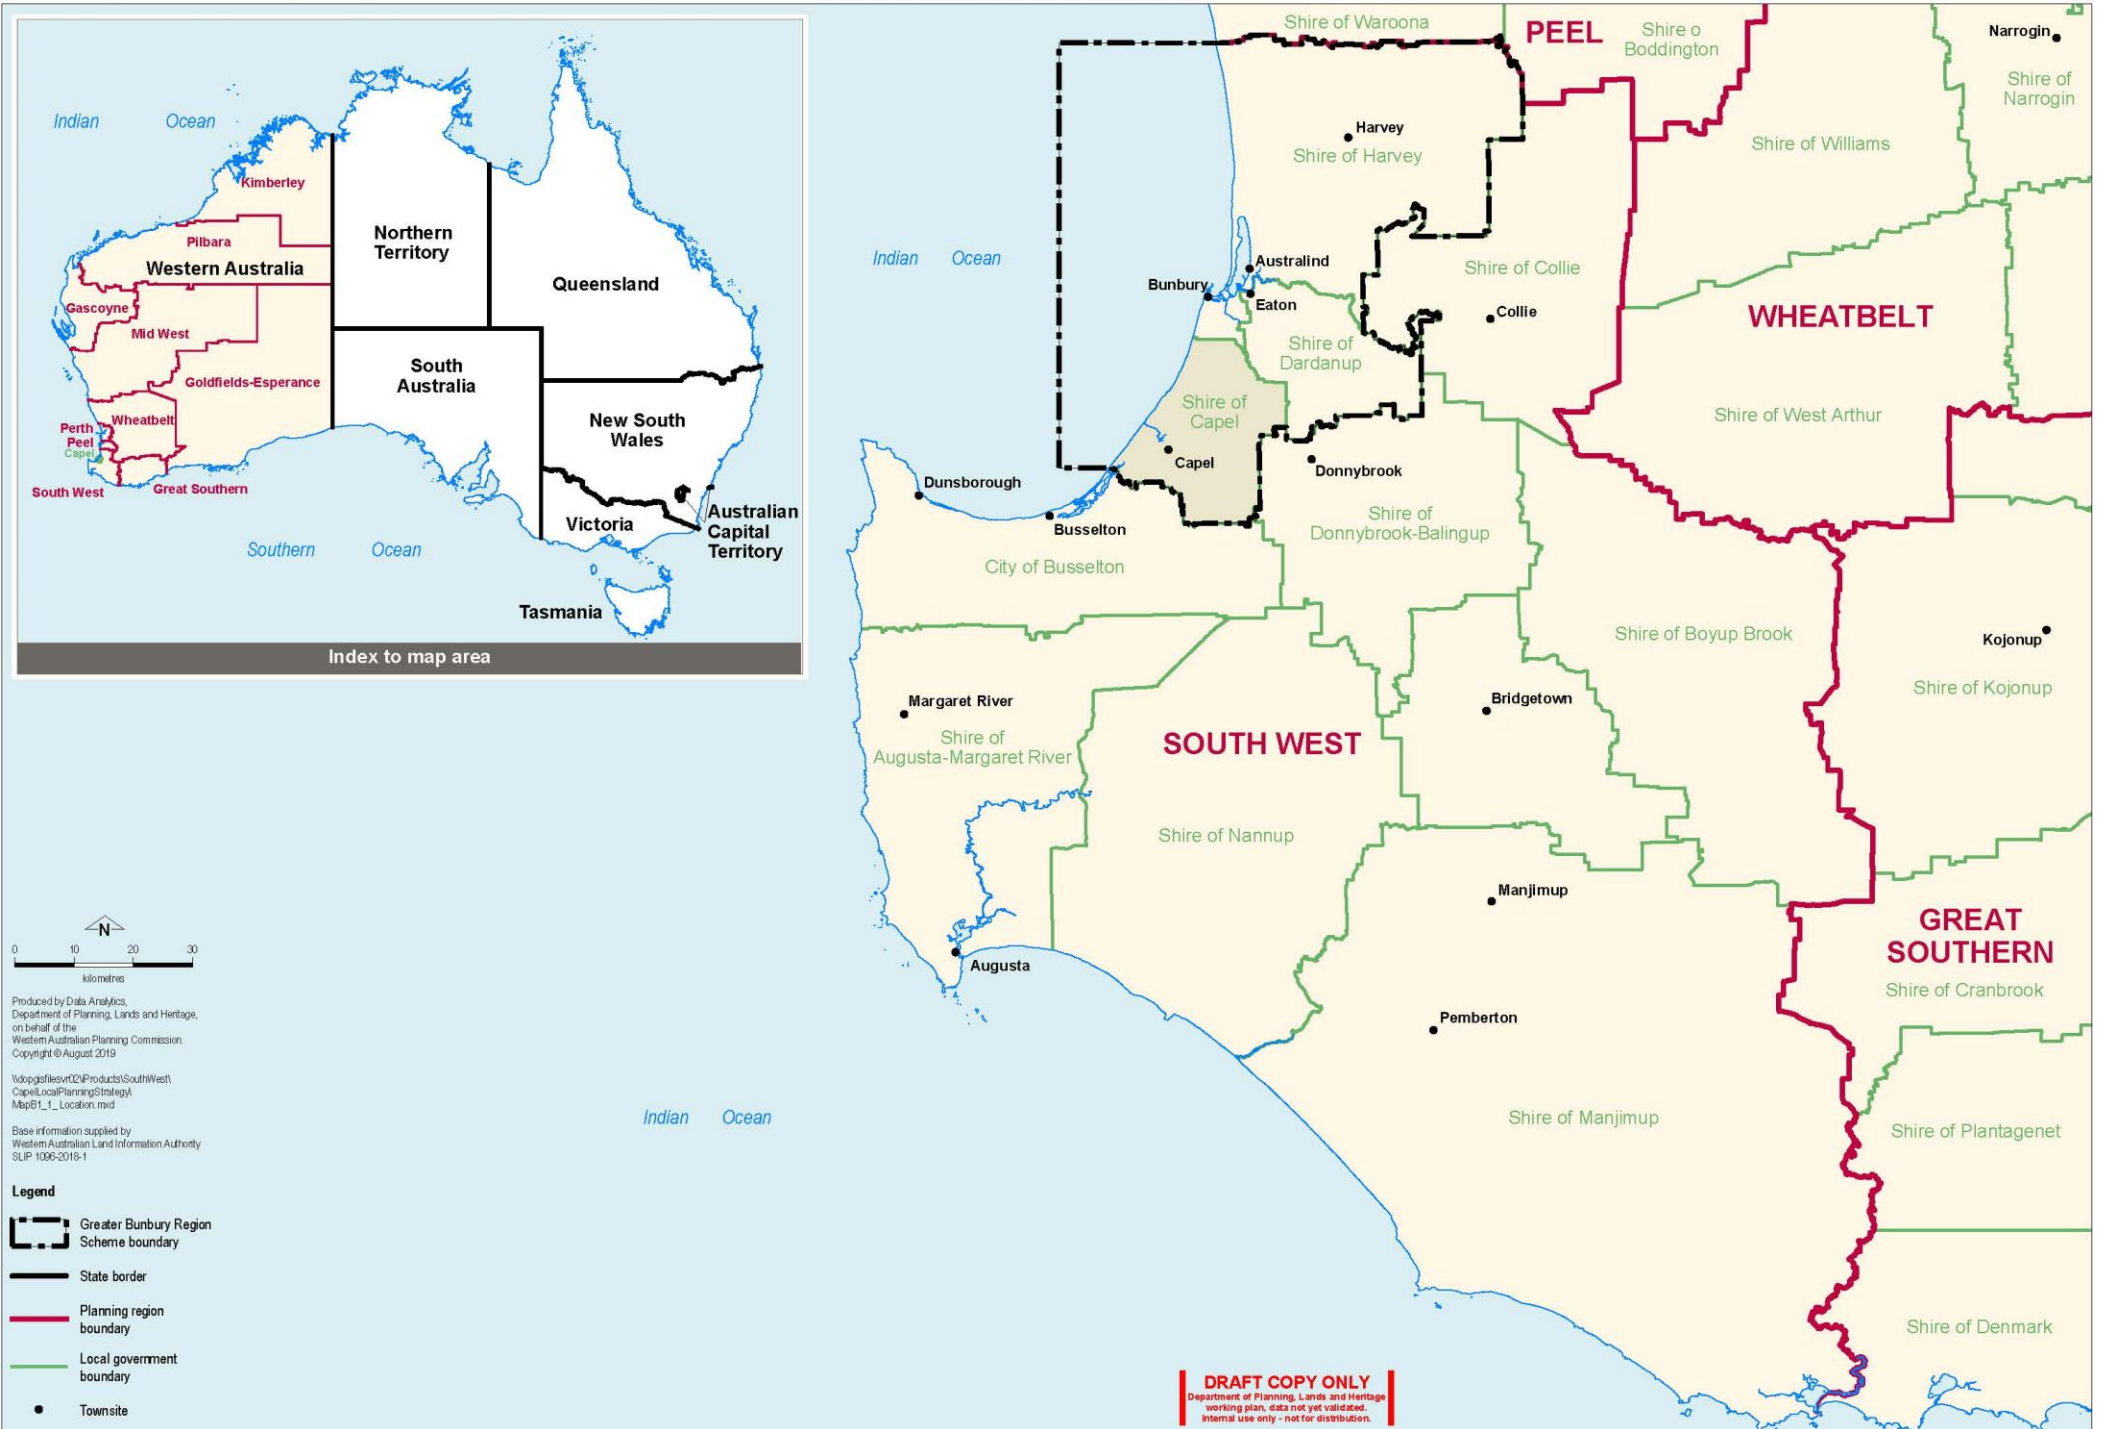 Indian Ocean
Kimberley
Pilbara
Western Australia
Gascoyne
Mid West
Goldfields-Esperance
Wheatbelt
Perth
Peel
Capel
South West
Great Southern
Northern
Territory
Queensland
South
Australia
New South
Wales
Victoria
Australian
Capital
Territory
Southern Ocean
Tasmania
Index to map area
Shire of Waroona
PEEL
Shire o
Boddington
Narrogin
Shire of
Narrogin
Harvey
Shire of Harvey
Shire of Williams
Indian Ocean
Australind
Shire of Collie
Bunbury
Eaton
Collie
WHEATBELT
Shire of
Dardanup
Shire of
Capel
Shire of West Arthur
Capel
Donnybrook
Dunsborough
Busselton
Shire of
Donnybrook-Balingup
City of Busselton
Shire of Boyup Brook
Kojonup
Shire of Kojonup
Margaret River
Shire of
Augusta-Margaret River
SOUTH WEST
Bridgetown
Shire of Nannup
Manjimup
GREAT
SOUTHERN
Augusta
Shire of Cranbrook
Pemberton
Indian Ocean
Shire of Manjimup
Shire of Plantagenet
Shire of Denmark
N
0 10 20 30
kilometres
Produced by Data Analytics,
Department of Planning, Lands and Heritage,
on behalf of the
Western Australian Planning Commission.
Copyright © August 2019
\\dopgisfilesvr02\Products\SouthWest\
CapelLocalPlanningStrategy\
MapB1_1_Location.mxd
Base information supplied by
Western Australian Land Information Authority
SLIP 1096-2018-1
Legend
Greater Bunbury Region
Scheme boundary
State border
Planning region
boundary
Local government
boundary
Townsite
DRAFT COPY ONLY
Department of Planning, Lands and Heritage
working plan, data not yet validated.
Internal use only - not for distribution.